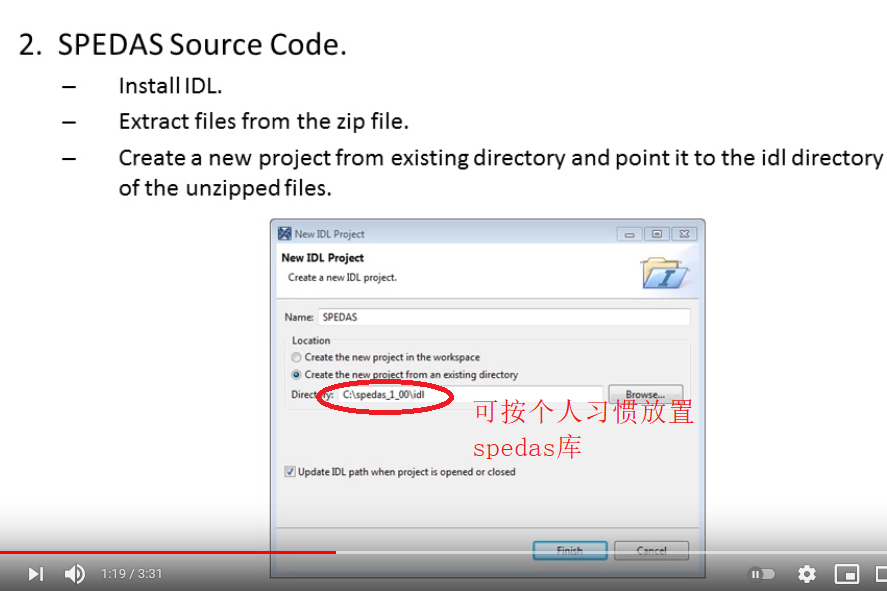 2. SPEDAS Source Code.
– Install IDL.
– Extract files from the zip file.
– Create a new project from existing directory and point it to the idl directory
of the unzipped files.
New IDL Project
New IDL Project
Create a new IDL project.
Name: SPEDAS
Location
Create the new project in the workspace
Create the new project from an existing directory
Directory: C:\spedas_1_00\idl Browse...
可按个人习惯放置
spedas库
Update IDL path when project is opened or closed
Finish Cancel
1:19 / 3:31